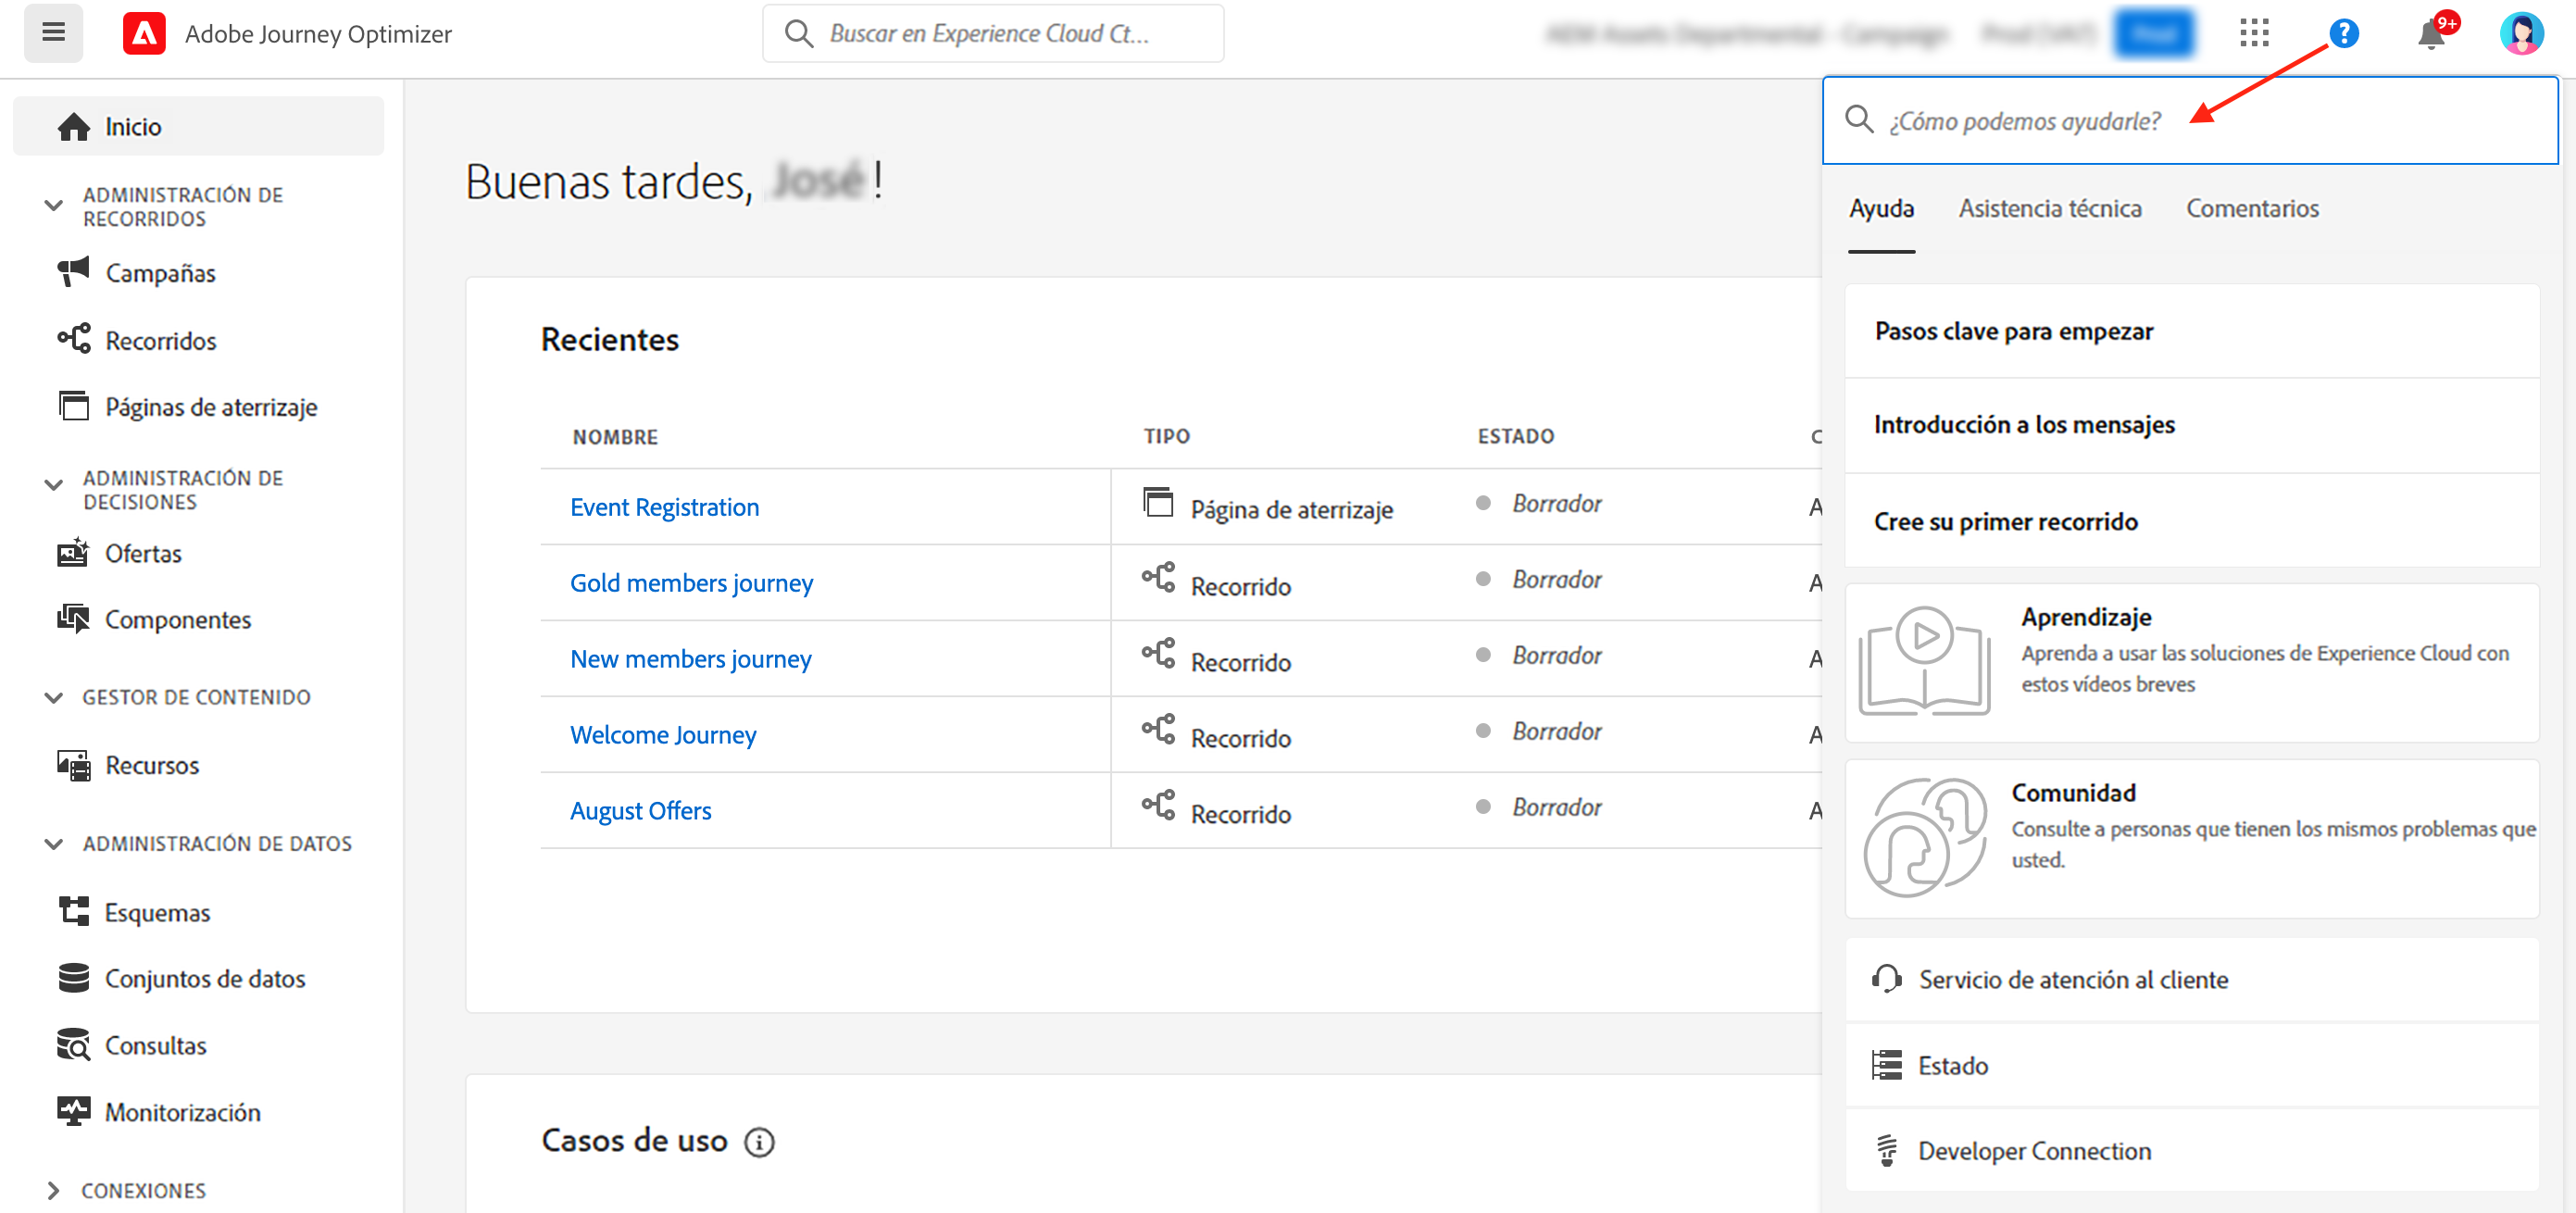 Adobe Journey Optimizer
Buscar en Experience Cloud Ct...
?
9+
Inicio
ADMINISTRACIÓN DE
RECORRIDOS
Campañas
Recorridos
Páginas de aterrizaje
ADMINISTRACIÓN DE
DECISIONES
Ofertas
Componentes
GESTOR DE CONTENIDO
Recursos
ADMINISTRACIÓN DE DATOS
Esquemas
Conjuntos de datos
Consultas
Monitorización
CONEXIONES
Buenas tardes, José !
Recientes
NOMBRE TIPO ESTADO
Event Registration Página de aterrizaje Borrador A
Gold members journey Recorrido Borrador A
New members journey Recorrido Borrador A
Welcome Journey Recorrido Borrador A
August Offers Recorrido Borrador A
Casos de uso
¿Cómo podemos ayudarle?
Ayuda Asistencia técnica Comentarios
Pasos clave para empezar
Introducción a los mensajes
Cree su primer recorrido
Aprendizaje
Aprenda a usar las soluciones de Experience Cloud con
estos vídeos breves
Comunidad
Consulte a personas que tienen los mismos problemas que
usted.
Servicio de atención al cliente
Estado
Developer Connection